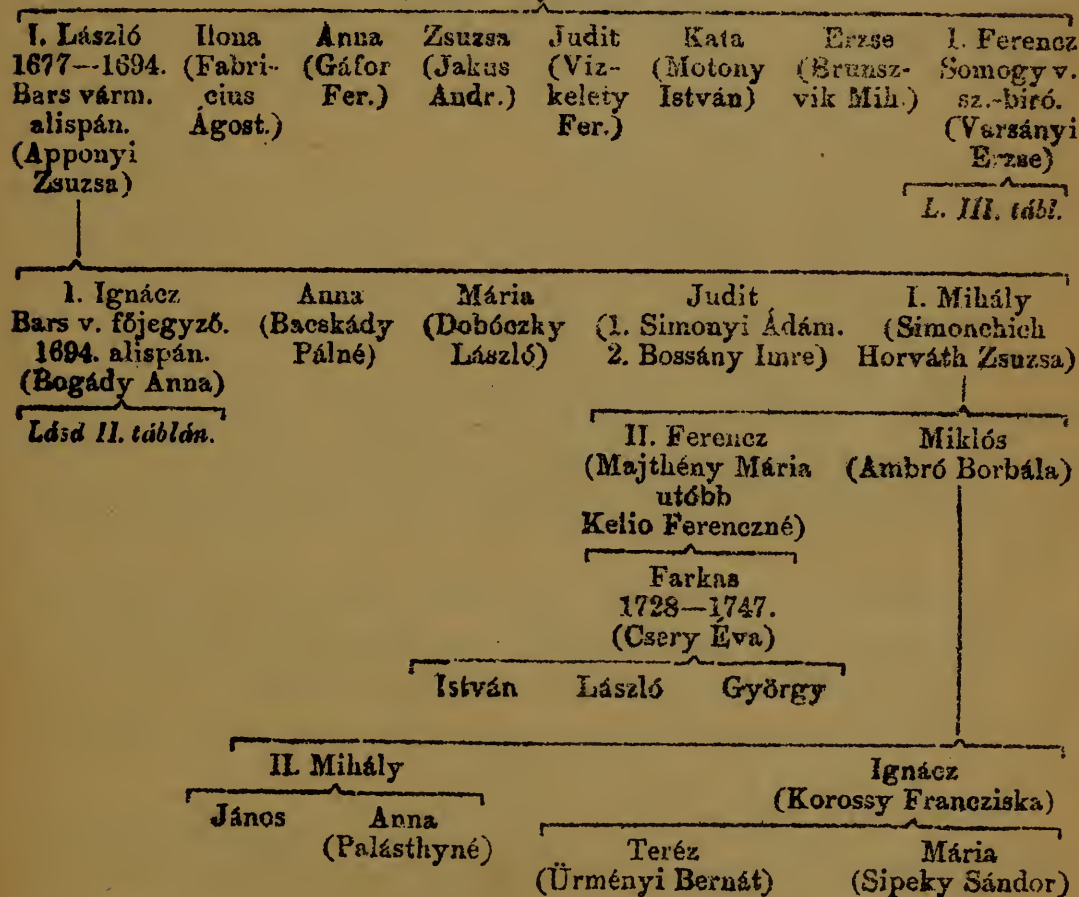 I. László Ilona Anna Zsuzsa Judit Kata Erzse I. Ferencz
1677—1694. (Fabri- (Gáfor (Jakus (Viz- (Motony (Brunsz- Somogy v.
Bars várm. cius Fer.) Andr.) kelety István) vik Mih.) sz.-biró.
alispán. Ágost.) Fer.) (Varsányi
(Apponyi Erzse)
Zsuzsa)
L. III. tábl.
I. Ignácz Anna Mária Judit I. Mihály
Bars v. főjegyző. (Bacskády (Dobóczky (1. Simonyi Ádám. (Simonchich
1694. alispán. Pálné) László) 2. Bossány Imre) Horváth Zsuzsa)
(Bogády Anna)
Lásd II. táblán.
II. Ferencz Miklós
(Majthény Mária (Ambró Borbála)
utóbb
Kelio Ferenczné)
Farkas
1728—1747.
(Csery Éva)
István László György
II. Mihály Ignácz
(Korossy Francziska)
János Anna
(Palásthyné)
Teréz Mária
(Ürményi Bernát) (Sipeky Sándor)